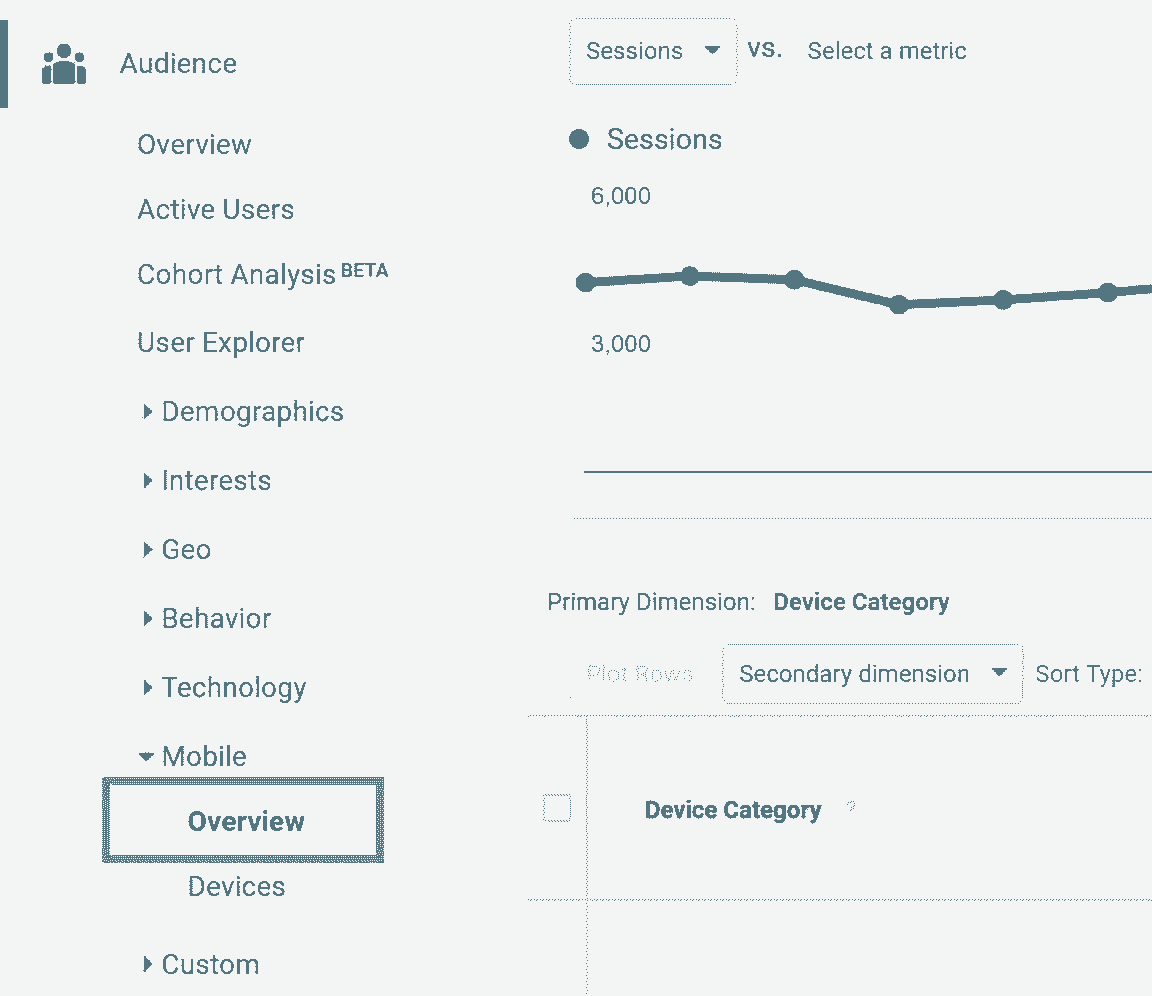 Audience
Overview
Active Users
Cohort Analysis BETA
User Explorer
Demographics
Interests
Geo
Behavior
Technology
Mobile
Overview
Devices
Custom
Sessions VS. Select a metric
Sessions
6,000
3,000
Primary Dimension: Device Category
Plot Rows Secondary dimension Sort Type:
Device Category ?